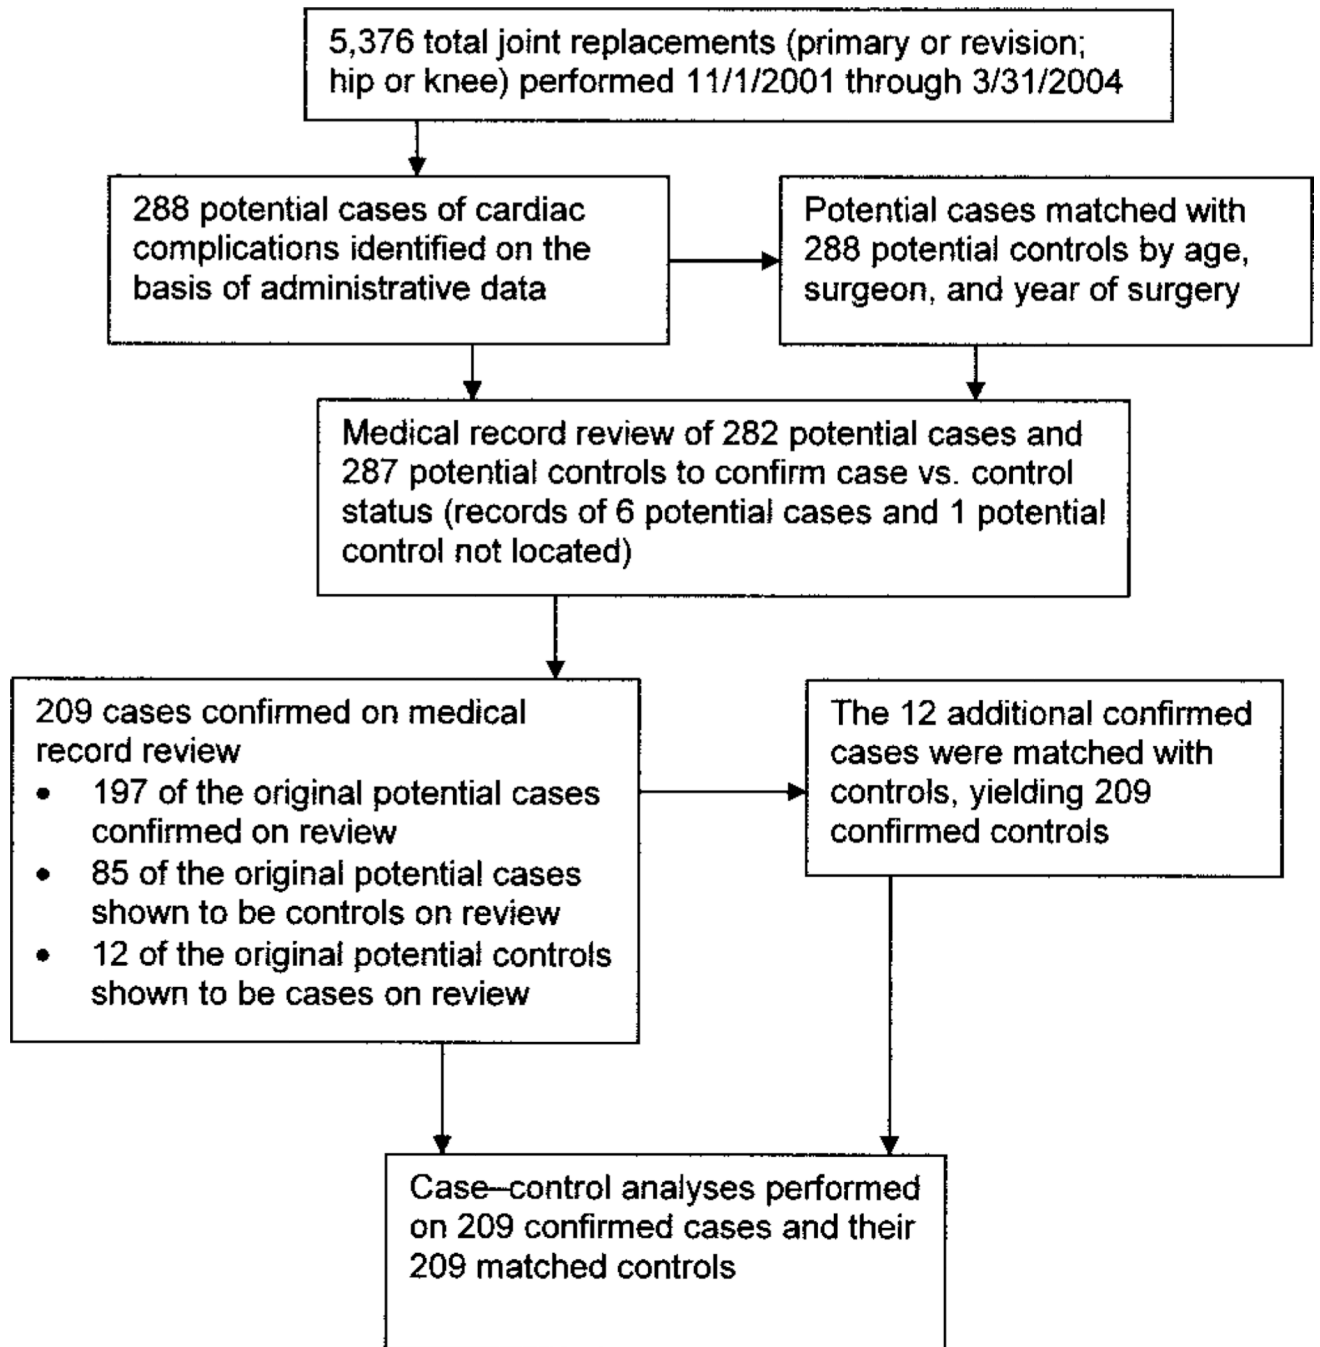 5,376 total joint replacements (primary or revision;
hip or knee) performed 11/1/2001 through 3/31/2004
288 potential cases of cardiac
complications identified on the
basis of administrative data
Potential cases matched with
288 potential controls by age,
surgeon, and year of surgery
Medical record review of 282 potential cases and
287 potential controls to confirm case vs. control
status (records of 6 potential cases and 1 potential
control not located)
209 cases confirmed on medical
record review
• 197 of the original potential cases
confirmed on review
• 85 of the original potential cases
shown to be controls on review
• 12 of the original potential controls
shown to be cases on review
The 12 additional confirmed
cases were matched with
controls, yielding 209
confirmed controls
Case–control analyses performed
on 209 confirmed cases and their
209 matched controls